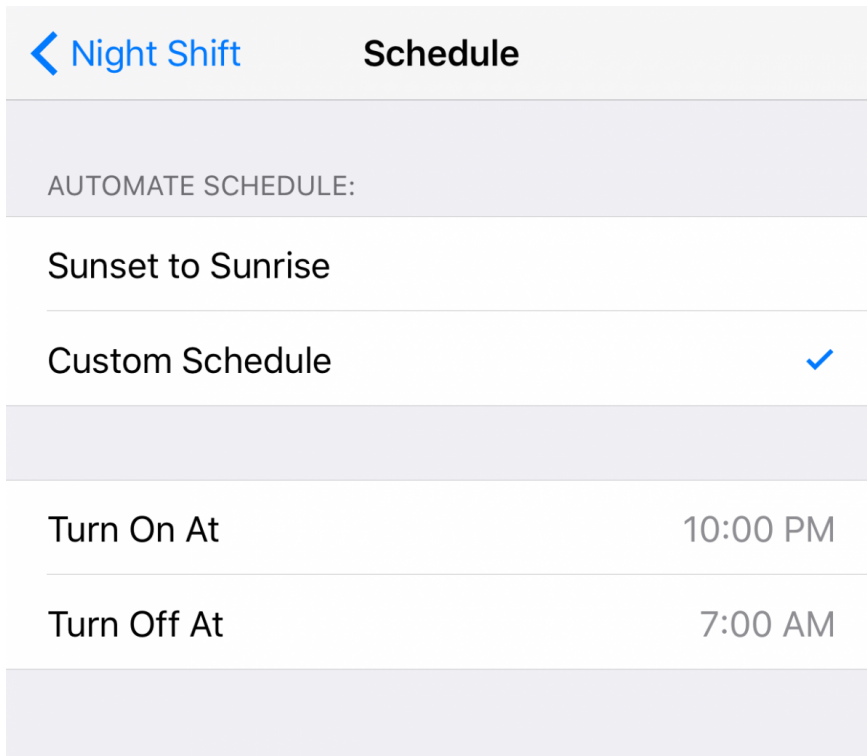 Night Shift Schedule
AUTOMATE SCHEDULE:
Sunset to Sunrise
Custom Schedule
Turn On At 10:00 PM
Turn Off At 7:00 AM